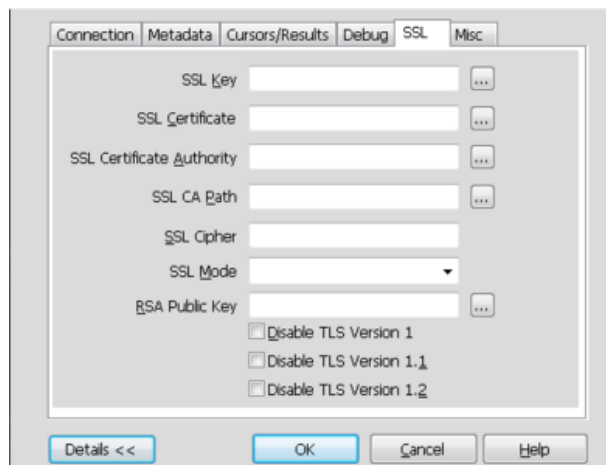 Connection Metadata Cursors/Results Debug SSL Misc
SSL Key ...
SSL Certificate ...
SSL Certificate Authority ...
SSL CA Path ...
SSL Cipher
SSL Mode
RSA Public Key ...
Disable TLS Version 1
Disable TLS Version 1.1
Disable TLS Version 1.2
Details << OK Cancel Help